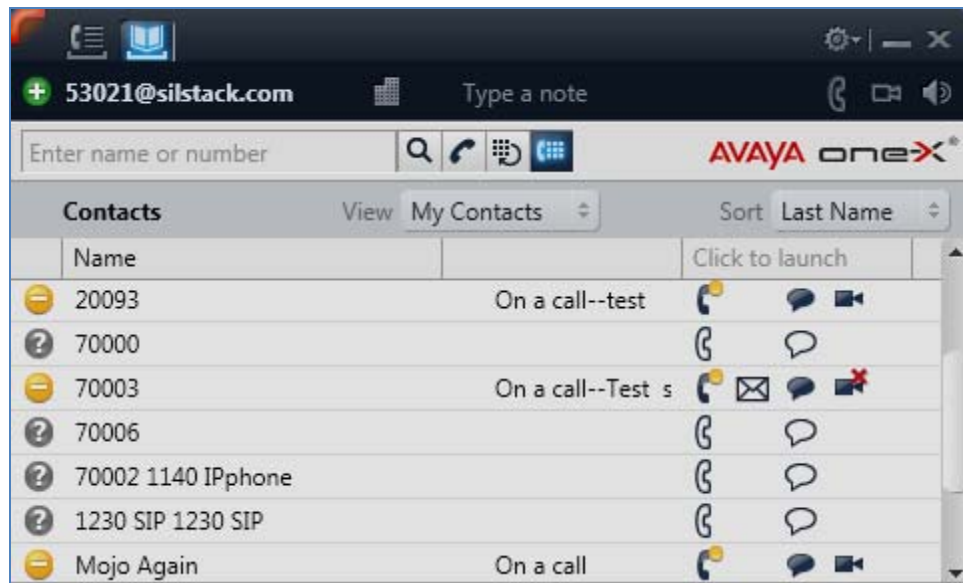 53021@silstack.com Type a note
Enter name or number AVAYA one-X®
Contacts View My Contacts Sort Last Name
Name Click to launch
20093 On a call--test
70000
70003 On a call--Test s
70006
70002 1140 IPphone
1230 SIP 1230 SIP
Mojo Again On a call